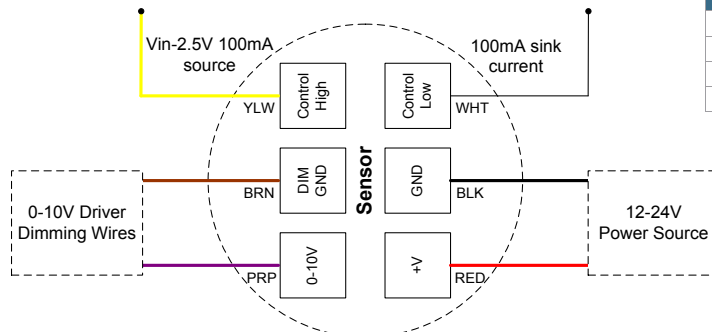 Vin-2.5V 100mA
source
100mA sink
current
Control
High
Control
Low
YLW
WHT
DIM
GND
Sensor
GND
BRN
BLK
0-10V Driver
Dimming Wires
12-24V
Power Source
0-10V
+V
PRP
RED